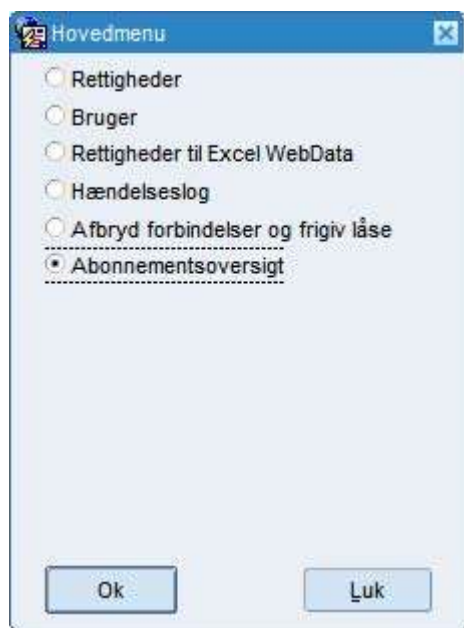 Hovedmenu
Rettigheder
Bruger
Rettigheder til Excel WebData
Hændelseslog
Afbryd forbindelser og frigiv låse
Abonnementsoversigt
Ok
Luk